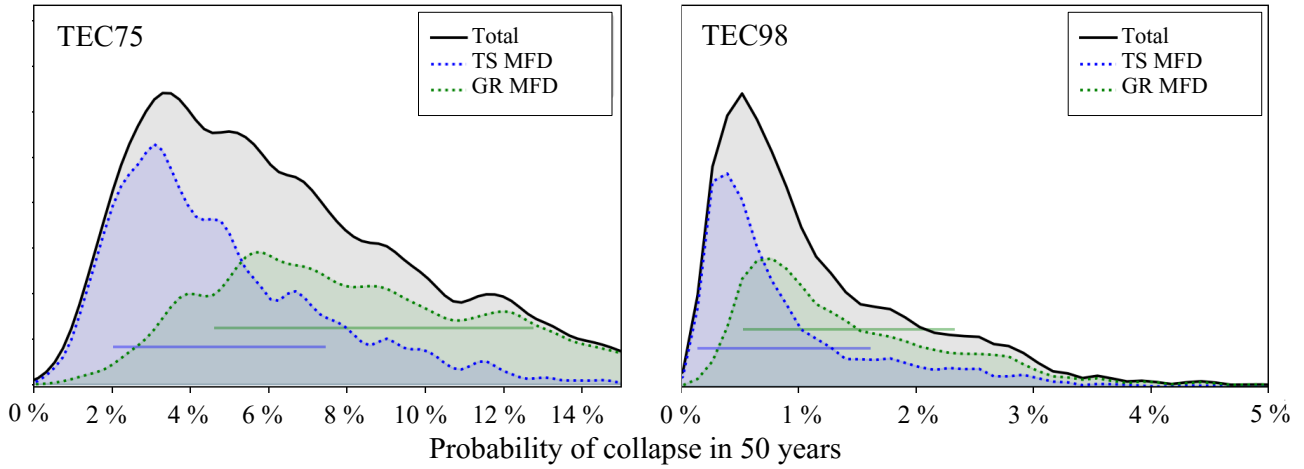 TEC75
Total
TS MFD
GR MFD
TEC98
Total
TS MFD
GR MFD
0 % 2 % 4 % 6 % 8 % 10 % 12 % 14 %
0 % 1 % 2 % 3 % 4 % 5 %
Probability of collapse in 50 years